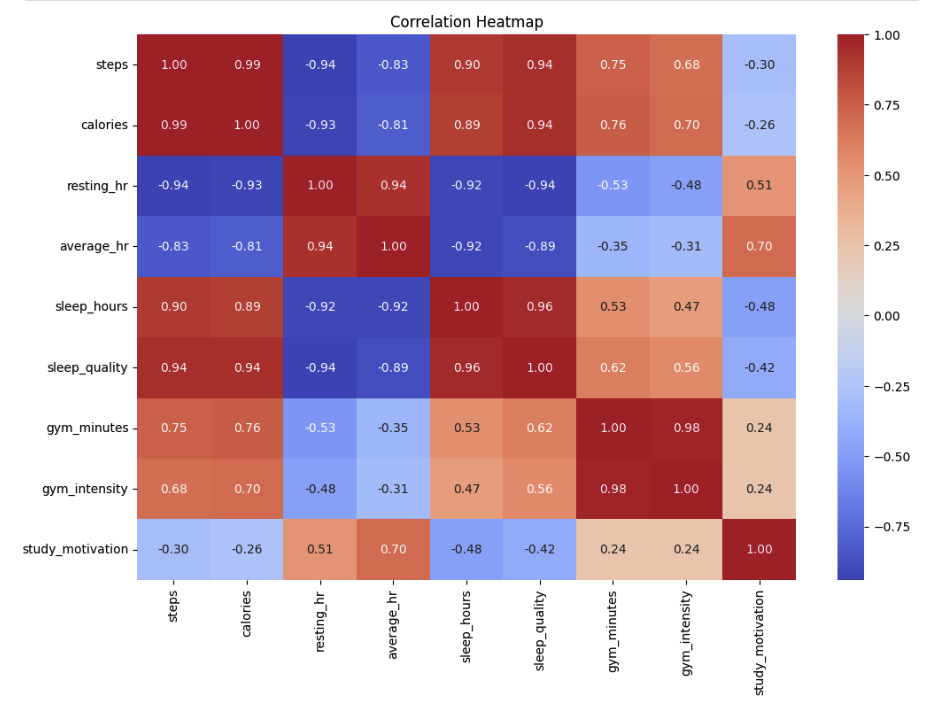 Correlation Heatmap
steps 1.00 0.99 -0.94 -0.83 0.90 0.94 0.75 0.68 -0.30
calories 0.99 1.00 -0.93 -0.81 0.89 0.94 0.76 0.70 -0.26
resting_hr -0.94 -0.93 1.00 0.94 -0.92 -0.94 -0.53 -0.48 0.51
average_hr -0.83 -0.81 0.94 1.00 -0.92 -0.89 -0.35 -0.31 0.70
sleep_hours 0.90 0.89 -0.92 -0.92 1.00 0.96 0.53 0.47 -0.48
sleep_quality 0.94 0.94 -0.94 -0.89 0.96 1.00 0.62 0.56 -0.42
gym_minutes 0.75 0.76 -0.53 -0.35 0.53 0.62 1.00 0.98 0.24
gym_intensity 0.68 0.70 -0.48 -0.31 0.47 0.56 0.98 1.00 0.24
study_motivation -0.30 -0.26 0.51 0.70 -0.48 -0.42 0.24 0.24 1.00
steps
calories
resting_hr
average_hr
sleep_hours
sleep_quality
gym_minutes
gym_intensity
study_motivation
1.00
0.75
0.50
0.25
0.00
−0.25
−0.50
−0.75